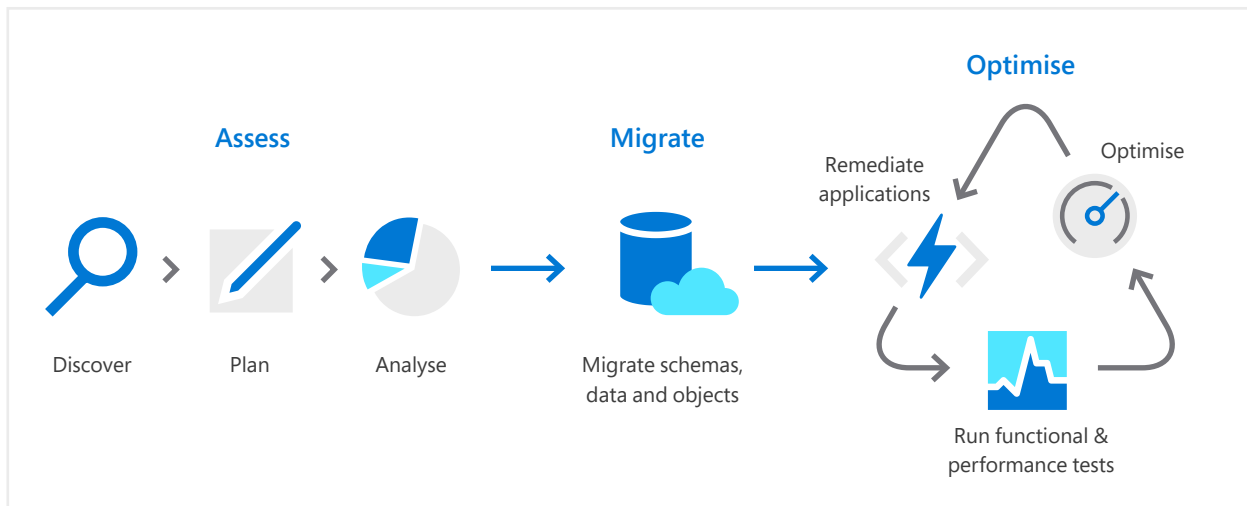 Assess
Discover
Plan
Analyse
Migrate
Migrate schemas,
data and objects
Optimise
Remediate
applications
Optimise
Run functional &
performance tests